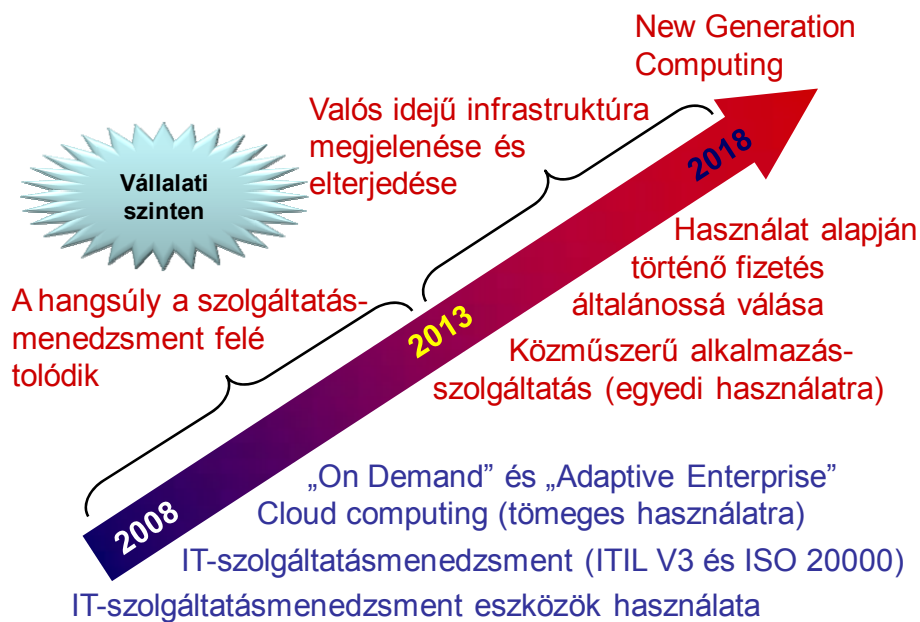 New Generation
Computing
Valós idejű infrastruktúra
megjelenése és
elterjedése
2018
Vállalati
szinten
Használat alapján
történő fizetés
általánossá válása
A hangsúly a szolgáltatás-
menedzsment felé
tolódik
2013
Közműszerű alkalmazás-
szolgáltatás (egyedi használatra)
„On Demand” és „Adaptive Enterprise”
Cloud computing (tömeges használatra)
2008
IT-szolgáltatásmenedzsment (ITIL V3 és ISO 20000)
IT-szolgáltatásmenedzsment eszközök használata